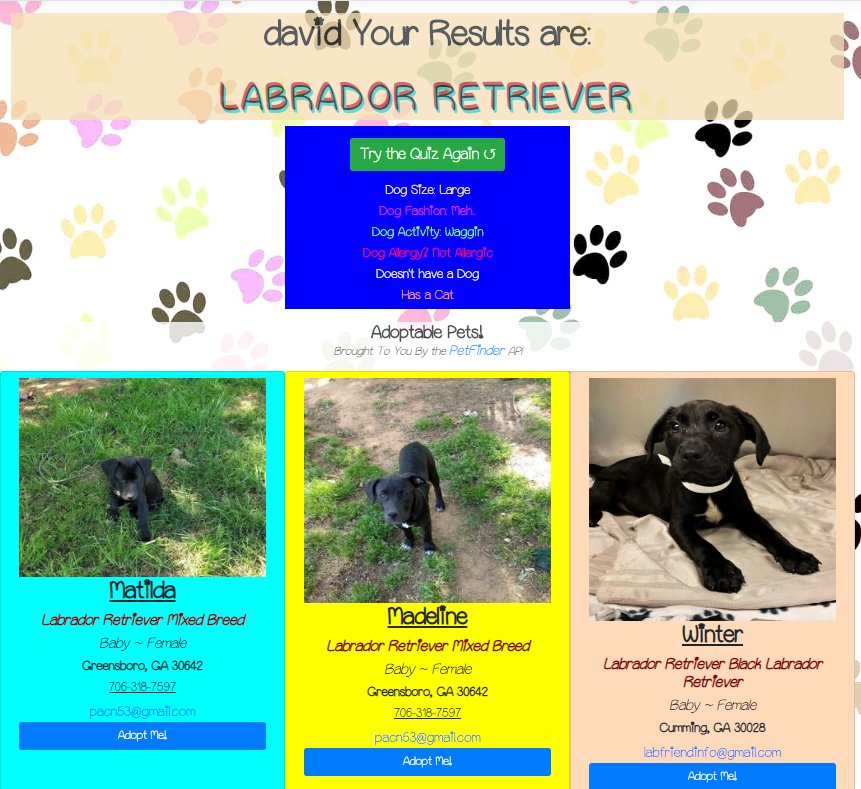 david Your Results are:
LABRADOR RETRIEVER
Try the Quiz Again ↺
Dog Size: Large
Dog Fashion: Meh..
Dog Activity: Waggin
Dog Allergy? Not Allergic
Doesn't have a Dog
Has a Cat
Adoptable Pets!
Brought To You By the PetFinder API
Matilda
Labrador Retriever Mixed Breed
Baby ~ Female
Greensboro, GA 30642
706-318-7597
pacn53@gmail.com
Adopt Me!
Madeline
Labrador Retriever Mixed Breed
Baby ~ Female
Greensboro, GA 30642
706-318-7597
pacn53@gmail.com
Adopt Me!
Winter
Labrador Retriever Black Labrador
Retriever
Baby ~ Female
Cumming, GA 30028
labfriendinfo@gmail.com
Adopt Me!